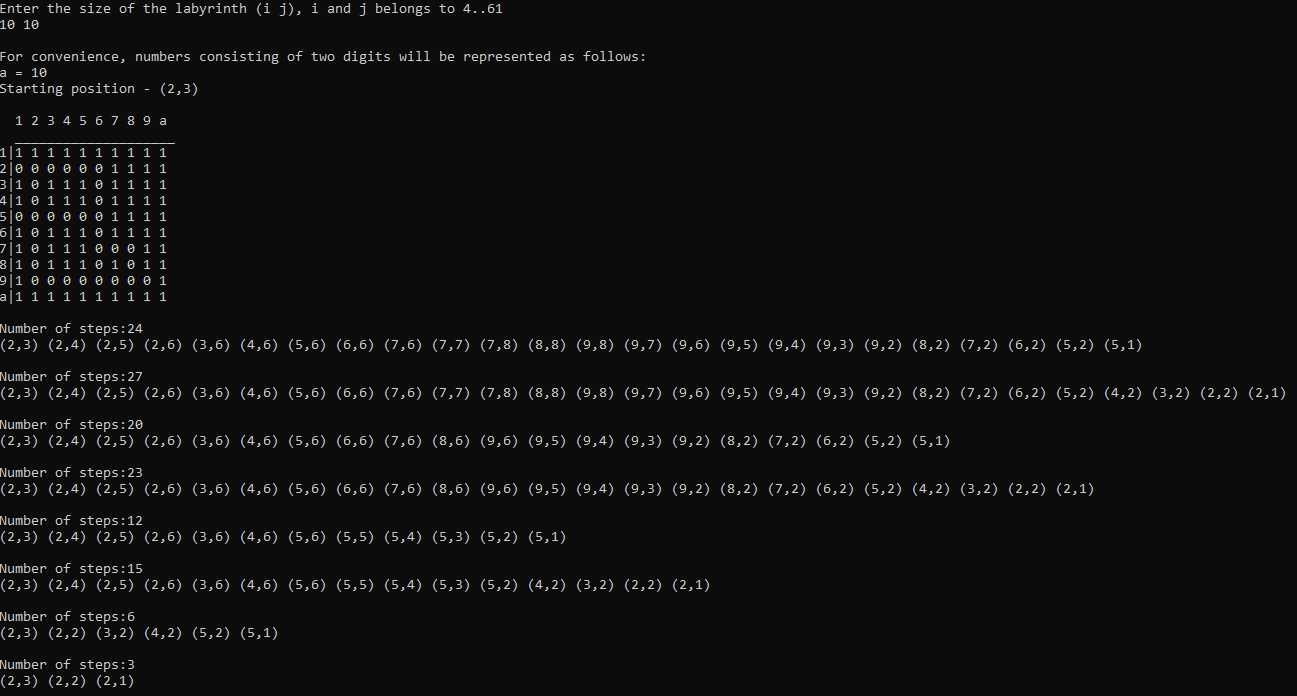 Enter the size of the labyrinth (i j), i and j belongs to 4..61
10 10
For convenience, numbers consisting of two digits will be represented as follows:
a = 10
Starting position - (2,3)
1 2 3 4 5 6 7 8 9 a
____________________
1|1 1 1 1 1 1 1 1 1 1
2|0 0 0 0 0 0 1 1 1 1
3|1 0 1 1 1 0 1 1 1 1
4|1 0 1 1 1 0 1 1 1 1
5|0 0 0 0 0 0 1 1 1 1
6|1 0 1 1 1 0 1 1 1 1
7|1 0 1 1 1 0 0 0 1 1
8|1 0 1 1 1 0 1 0 1 1
9|1 0 0 0 0 0 0 0 0 1
a|1 1 1 1 1 1 1 1 1 1
Number of steps:24
(2,3) (2,4) (2,5) (2,6) (3,6) (4,6) (5,6) (6,6) (7,6) (7,7) (7,8) (8,8) (9,8) (9,7) (9,6) (9,5) (9,4) (9,3) (9,2) (8,2) (7,2) (6,2) (5,2) (5,1)
Number of steps:27
(2,3) (2,4) (2,5) (2,6) (3,6) (4,6) (5,6) (6,6) (7,6) (7,7) (7,8) (8,8) (9,8) (9,7) (9,6) (9,5) (9,4) (9,3) (9,2) (8,2) (7,2) (6,2) (5,2) (4,2) (3,2) (2,2) (2,1)
Number of steps:20
(2,3) (2,4) (2,5) (2,6) (3,6) (4,6) (5,6) (6,6) (7,6) (8,6) (9,6) (9,5) (9,4) (9,3) (9,2) (8,2) (7,2) (6,2) (5,2) (5,1)
Number of steps:23
(2,3) (2,4) (2,5) (2,6) (3,6) (4,6) (5,6) (6,6) (7,6) (8,6) (9,6) (9,5) (9,4) (9,3) (9,2) (8,2) (7,2) (6,2) (5,2) (4,2) (3,2) (2,2) (2,1)
Number of steps:12
(2,3) (2,4) (2,5) (2,6) (3,6) (4,6) (5,6) (5,5) (5,4) (5,3) (5,2) (5,1)
Number of steps:15
(2,3) (2,4) (2,5) (2,6) (3,6) (4,6) (5,6) (5,5) (5,4) (5,3) (5,2) (4,2) (3,2) (2,2) (2,1)
Number of steps:6
(2,3) (2,2) (3,2) (4,2) (5,2) (5,1)
Number of steps:3
(2,3) (2,2) (2,1)